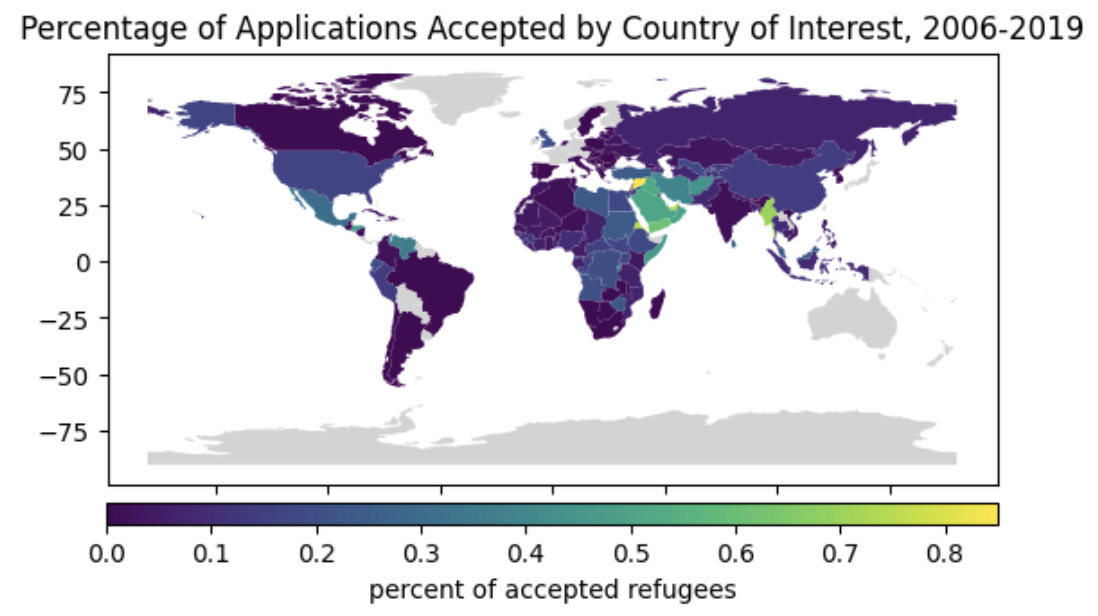 Percentage of Applications Accepted by Country of Interest, 2006-2019
75
50
25
0
−25
−50
−75
0.0 0.1 0.2 0.3 0.4 0.5 0.6 0.7 0.8
percent of accepted refugees